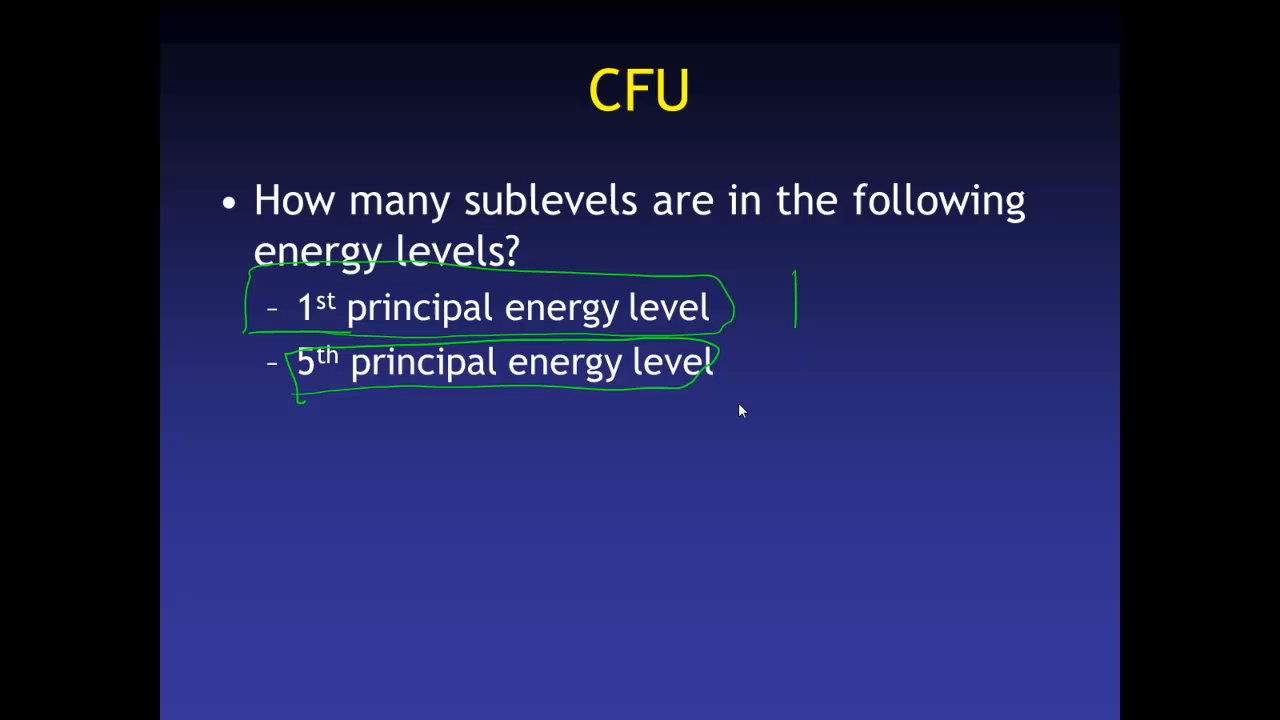 CFU
• How many sublevels are in the following
energy levels?
– 1st principal energy level |
– 5th principal energy level